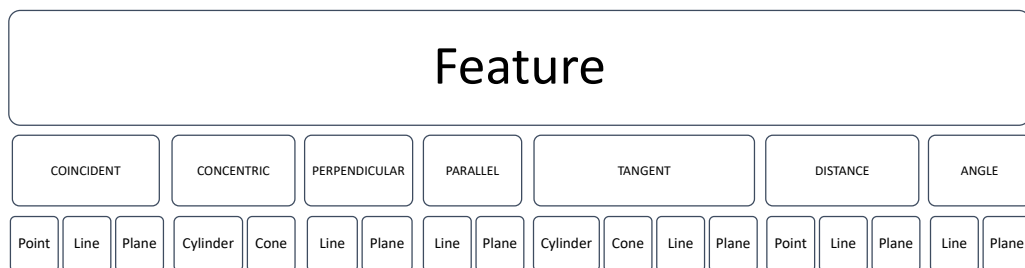 Feature
COINCIDENT CONCENTRIC PERPENDICULAR PARALLEL TANGENT DISTANCE ANGLE
Point Line Plane Cylinder Cone Line Plane Line Plane Cylinder Cone Line Plane Point Line Plane Line Plane